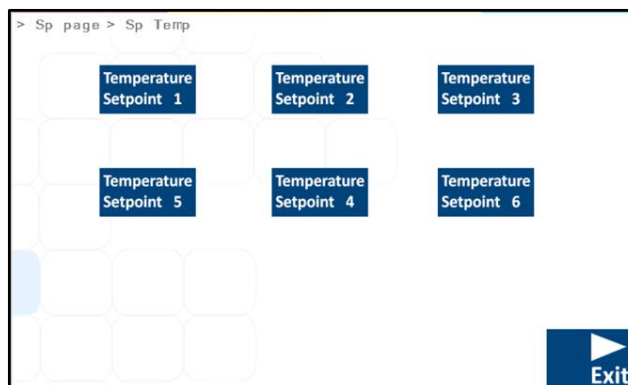 > Sp page > Sp Temp
Temperature
Setpoint 1
Temperature
Setpoint 2
Temperature
Setpoint 3
Temperature
Setpoint 5
Temperature
Setpoint 4
Temperature
Setpoint 6
Exit